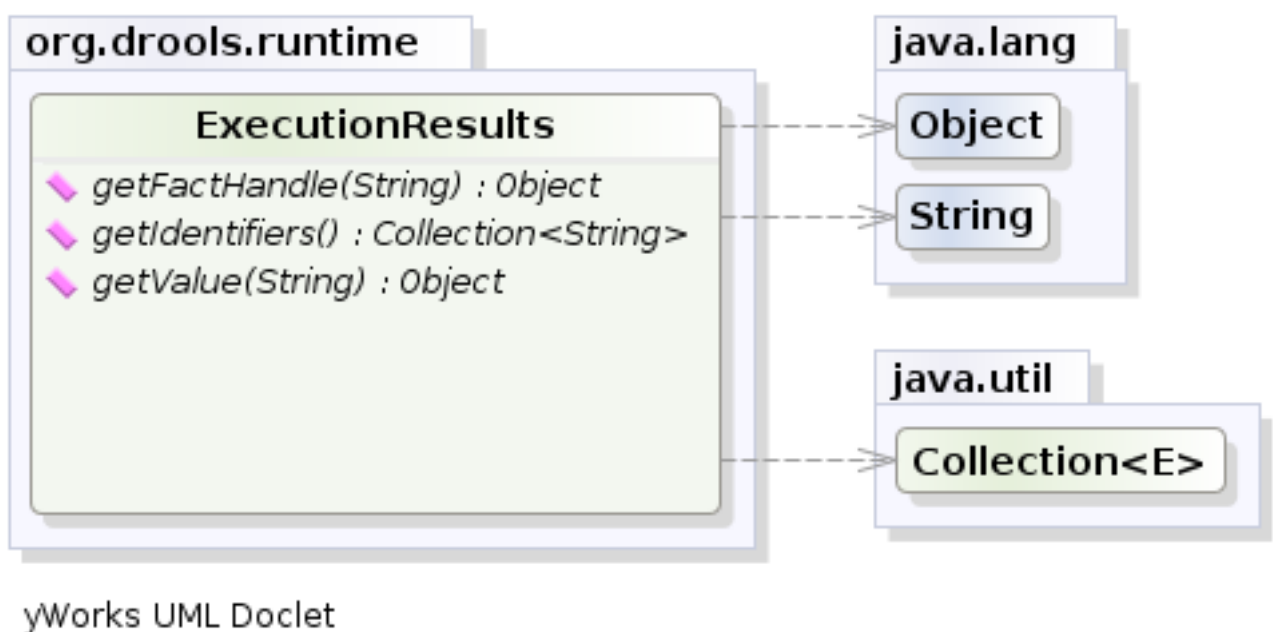 org.drools.runtime
ExecutionResults
getFactHandle(String) : Object
getIdentifiers() : Collection<String>
getValue(String) : Object
java.lang
Object
String
java.util
Collection<E>
yWorks UML Doclet